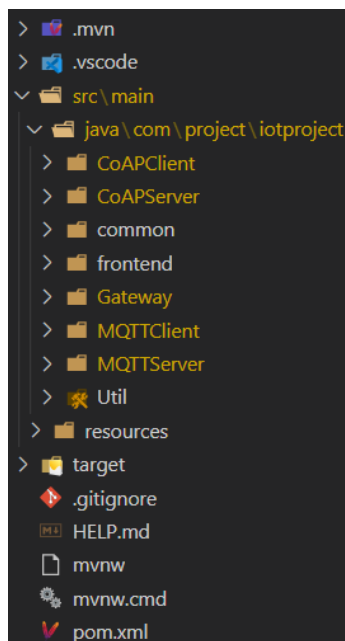 .mvn
.vscode
src\main
java\com\project\iotproject
CoAPClient
CoAPServer
common
frontend
Gateway
MQTTClient
MQTTServer
Util
resources
target
.gitignore
HELP.md
mvnw
mvnw.cmd
pom.xml